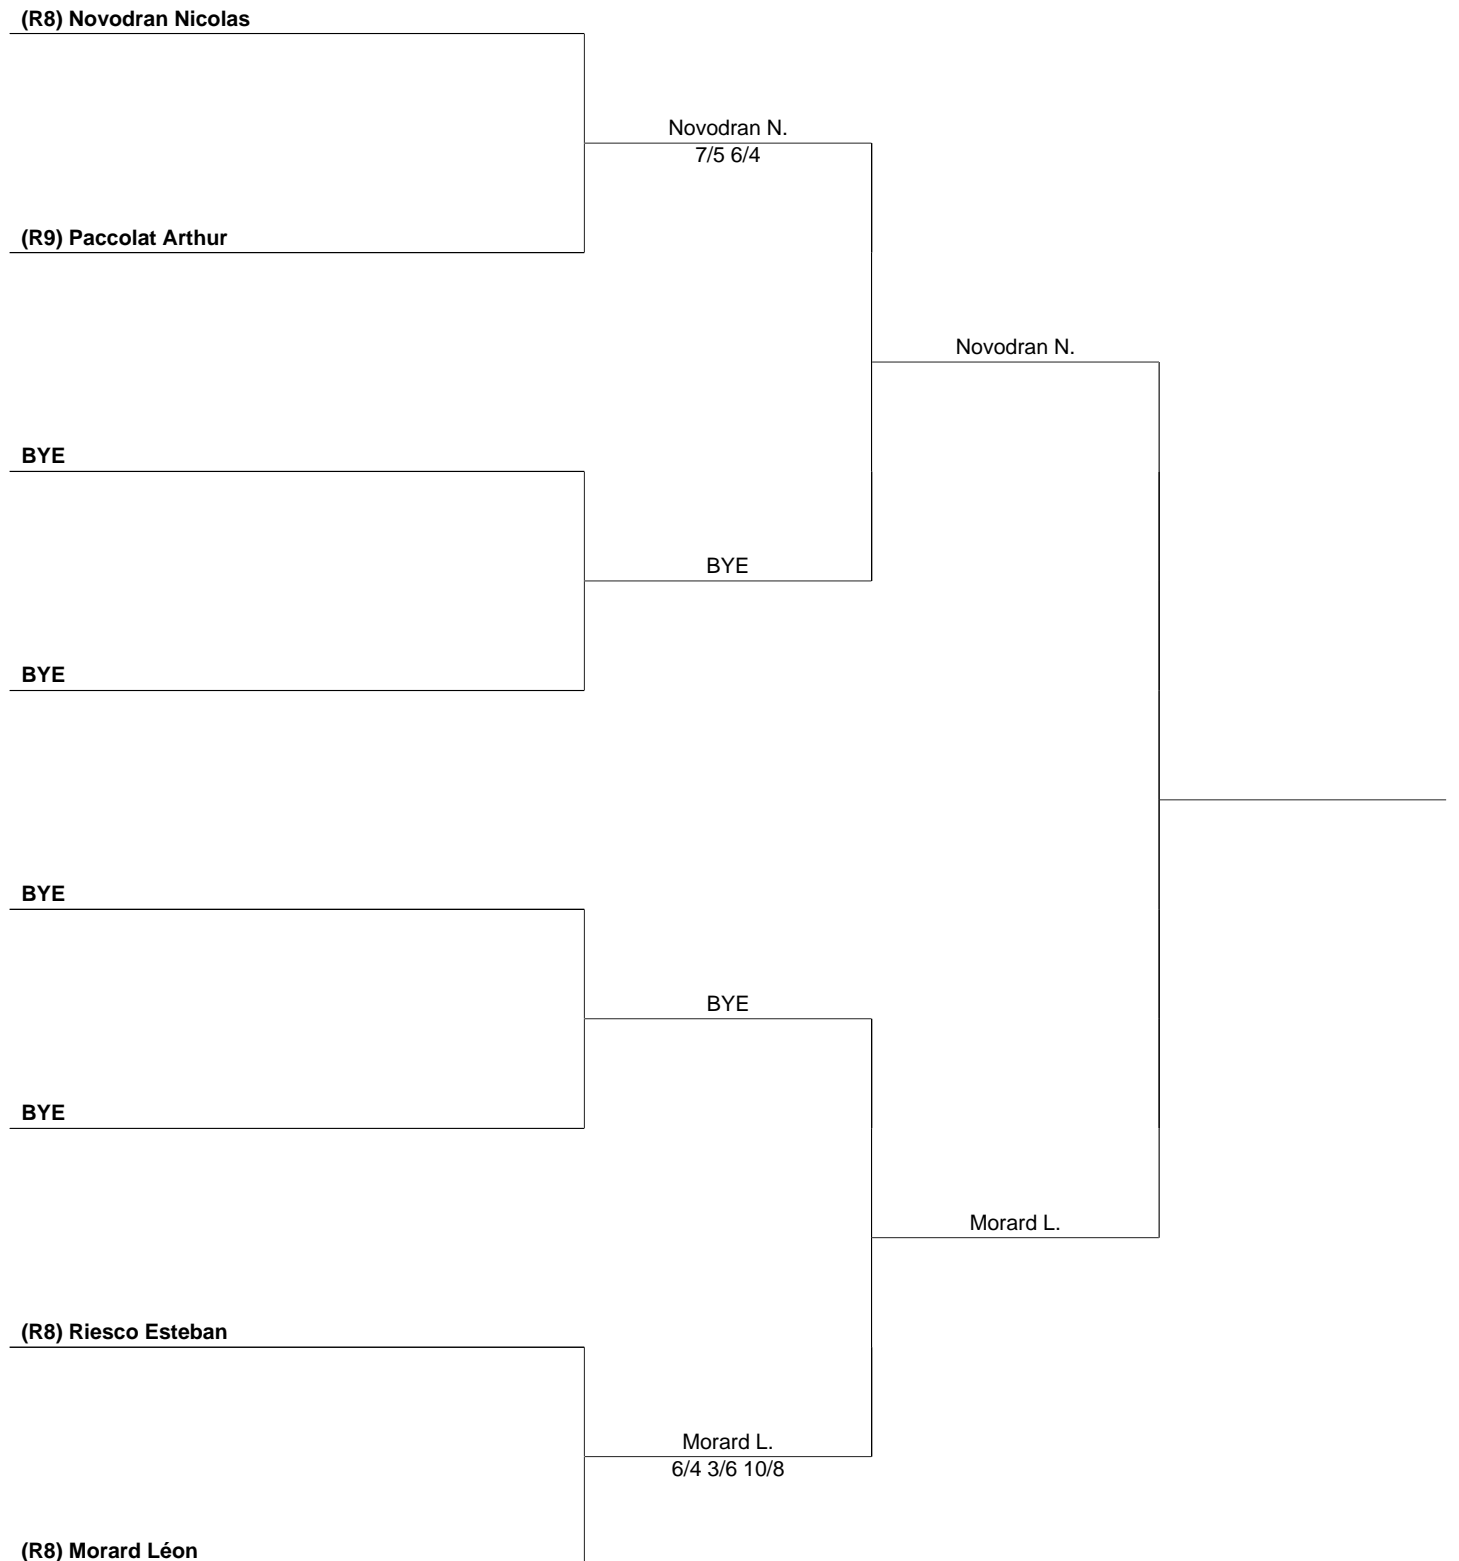 (R8) Novodran Nicolas
Novodran N.
7/5 6/4
(R9) Paccolat Arthur
Novodran N.
BYE
BYE
BYE
BYE
BYE
BYE
Morard L.
(R8) Riesco Esteban
Morard L.
6/4 3/6 10/8
(R8) Morard Léon